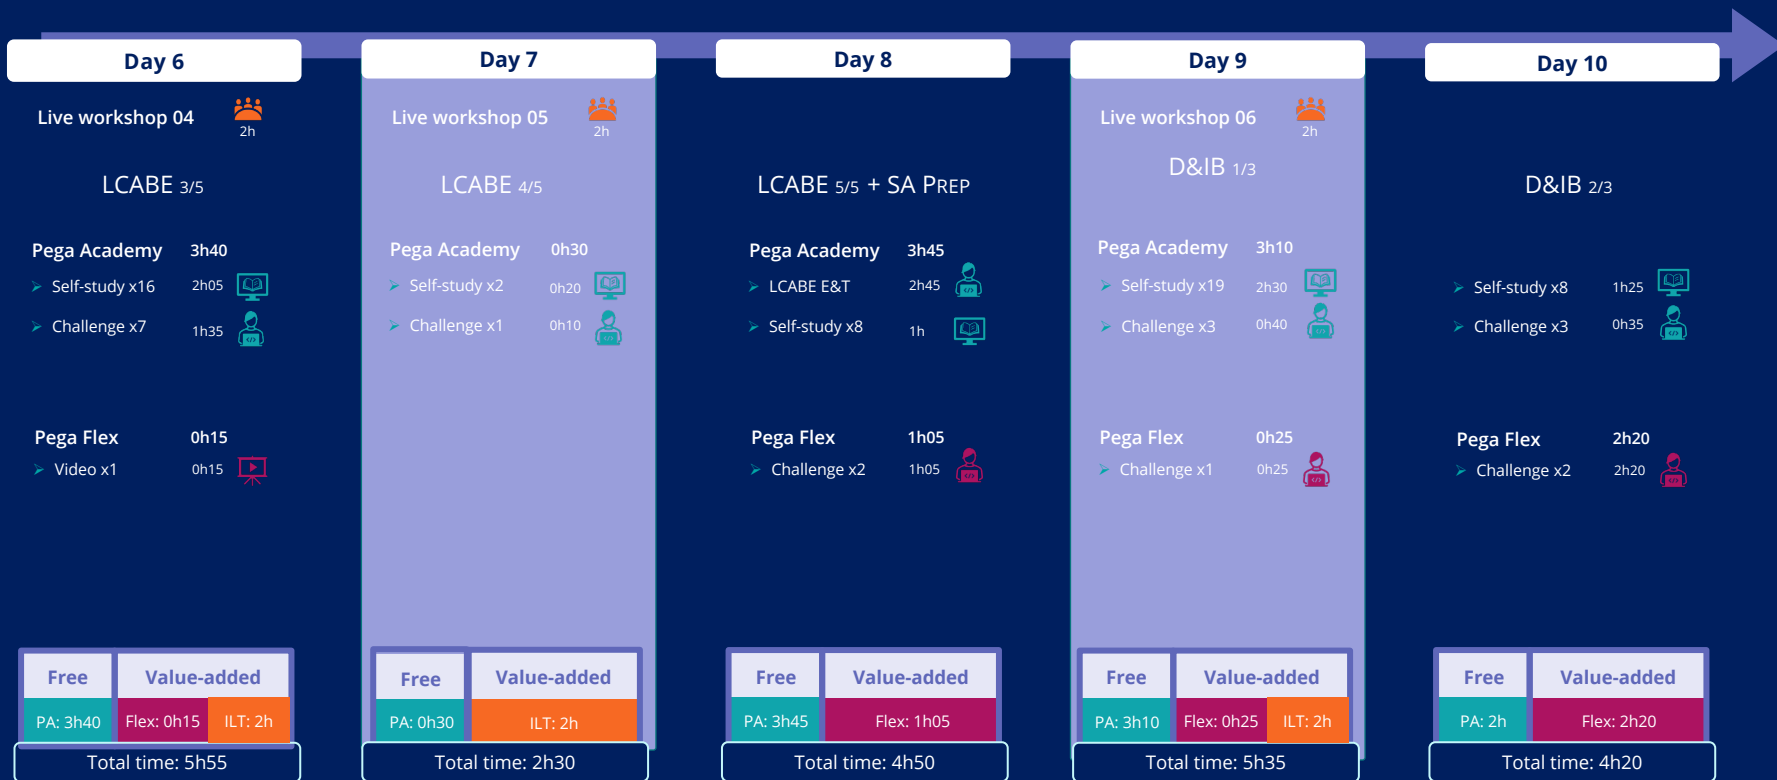 Day 6
Live workshop 04
2h
LCABE 3/5
Pega Academy 3h40
Self-study x16 2h05
Challenge x7 1h35
Pega Flex 0h15
Video x1 0h15
Free Value-added
PA: 3h40 Flex: 0h15 ILT: 2h
Total time: 5h55
Day 7
Live workshop 05
2h
LCABE 4/5
Pega Academy 0h30
Self-study x2 0h20
Challenge x1 0h10
Free Value-added
PA: 0h30 ILT: 2h
Total time: 2h30
Day 8
LCABE 5/5 + SA PREP
Pega Academy 3h45
LCABE E&T 2h45
Self-study x8 1h
Pega Flex 1h05
Challenge x2 1h05
Free Value-added
PA: 3h45 Flex: 1h05
Total time: 4h50
Day 9
Live workshop 06
2h
D&IB 1/3
Pega Academy 3h10
Self-study x19 2h30
Challenge x3 0h40
Pega Flex 0h25
Challenge x1 0h25
Free Value-added
PA: 3h10 Flex: 0h25 ILT: 2h
Total time: 5h35
Day 10
D&IB 2/3
Self-study x8 1h25
Challenge x3 0h35
Pega Flex 2h20
Challenge x2 2h20
Free Value-added
PA: 2h Flex: 2h20
Total time: 4h20